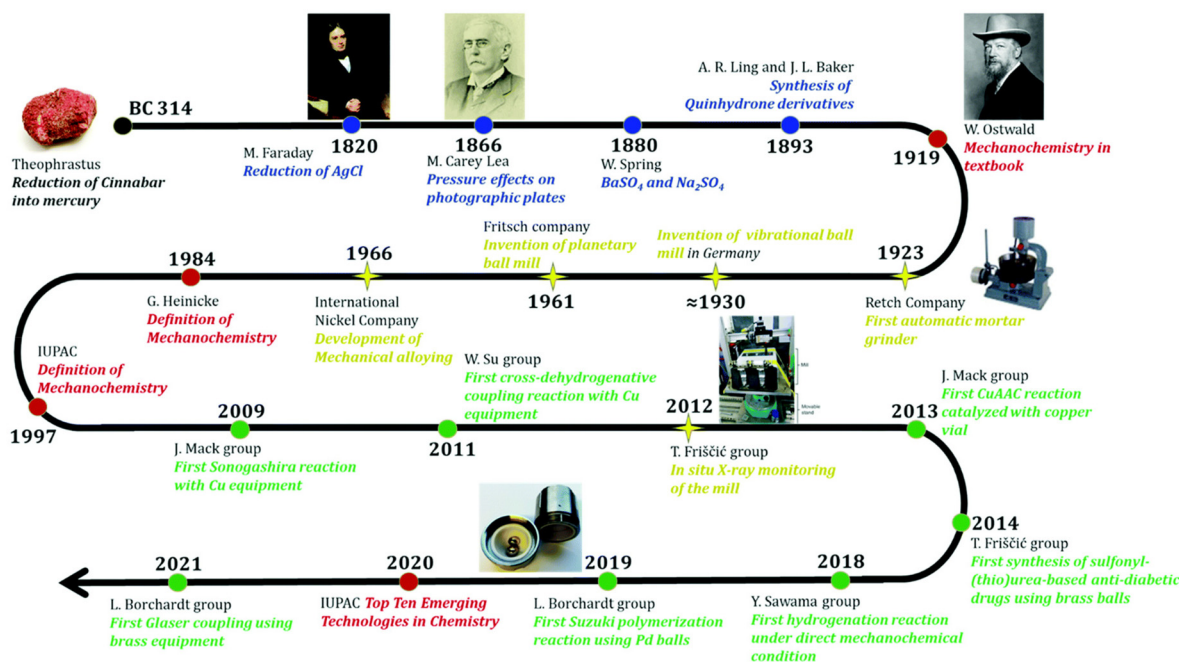 BC 314
Theophrastus
Reduction of Cinnabar
into mercury
1820
M. Faraday
Reduction of AgCl
1866
M. Carey Lea
Pressure effects on
photographic plates
1880
W. Spring
BaSO₄ and Na₂SO₄
A. R. Ling and J. L. Baker
Synthesis of
Quinhydrone derivatives
1893
1919
W. Ostwald
Mechanochemistry in
textbook
1923
Retch Company
First automatic mortar
grinder
Invention of vibrational ball
mill in Germany
≈1930
Fritsch company
Invention of planetary
ball mill
1961
1966
International
Nickel Company
Development of
Mechanical alloying
1984
G. Heinicke
Definition of
Mechanochemistry
IUPAC
Definition of
Mechanochemistry
1997
2009
J. Mack group
First Sonogashira reaction
with Cu equipment
W. Su group
First cross-dehydrogenative
coupling reaction with Cu
equipment
2011
Mill
Movable
stand
2012
T. Friščić group
In situ X-ray monitoring
of the mill
J. Mack group
First CuAAC reaction
catalyzed with copper
vial
2013
2014
T. Friščić group
First synthesis of sulfonyl-
(thio)urea-based anti-diabetic
drugs using brass balls
2018
Y. Sawama group
First hydrogenation reaction
under direct mechanochemical
condition
2019
L. Borchardt group
First Suzuki polymerization
reaction using Pd balls
2020
IUPAC Top Ten Emerging
Technologies in Chemistry
2021
L. Borchardt group
First Glaser coupling using
brass equipment